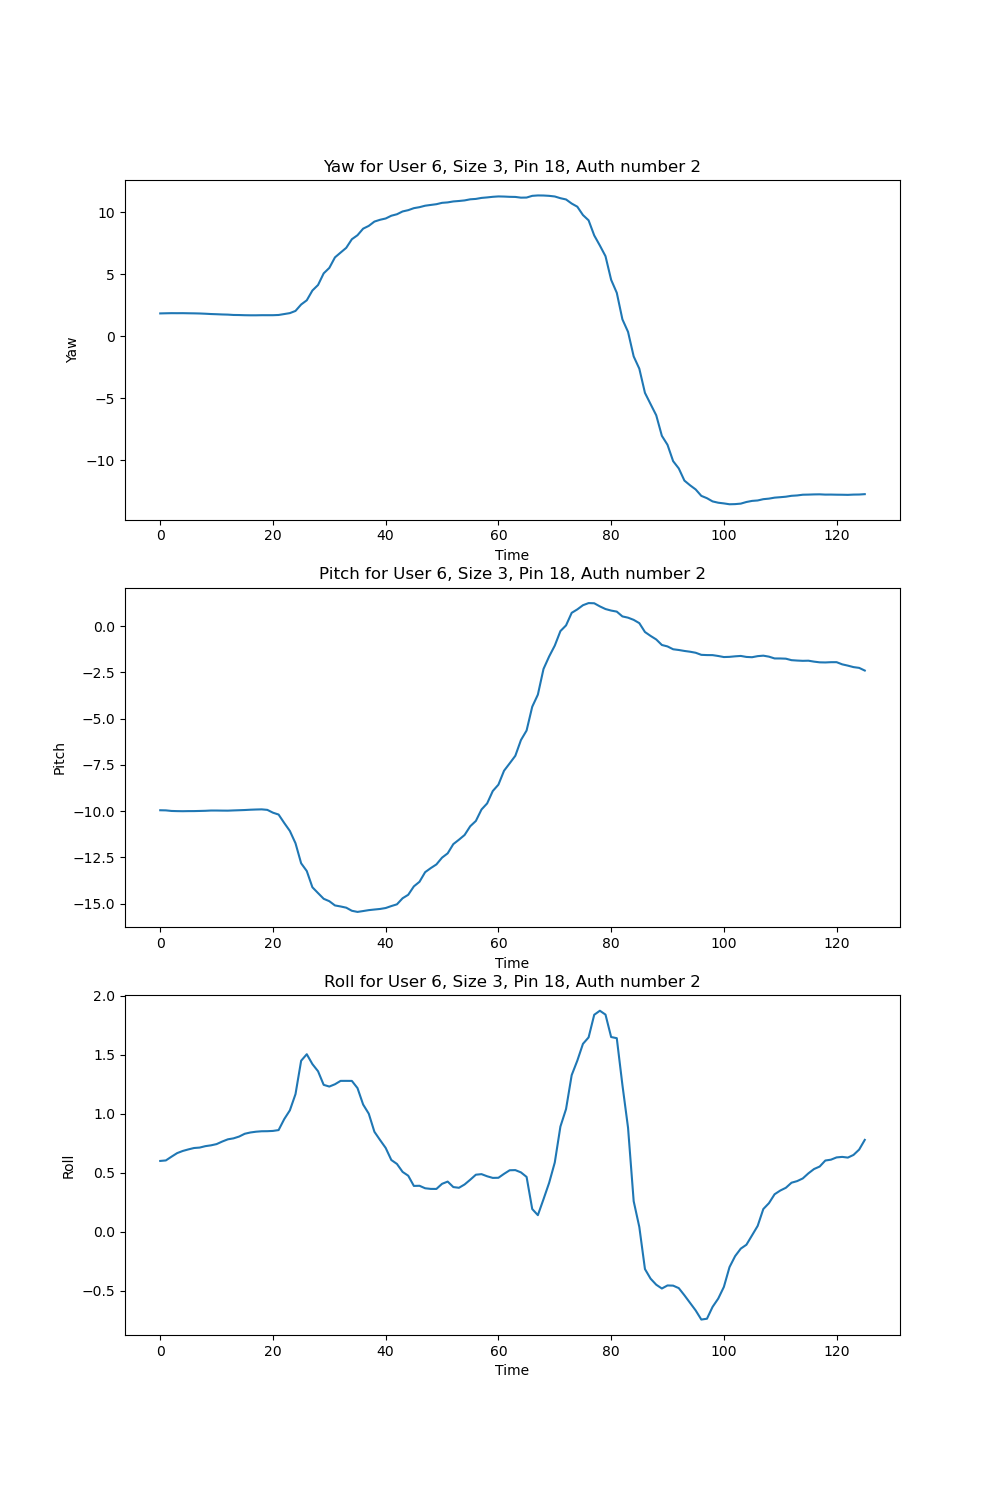 Yaw for User 6, Size 3, Pin 18, Auth number 2
10
5
0
−5
−10
Yaw
0 20 40 60 80 100 120
Time
Pitch for User 6, Size 3, Pin 18, Auth number 2
0.0
−2.5
−5.0
−7.5
−10.0
−12.5
−15.0
Pitch
0 20 40 60 80 100 120
Time
Roll for User 6, Size 3, Pin 18, Auth number 2
2.0
1.5
1.0
0.5
0.0
−0.5
Roll
0 20 40 60 80 100 120
Time